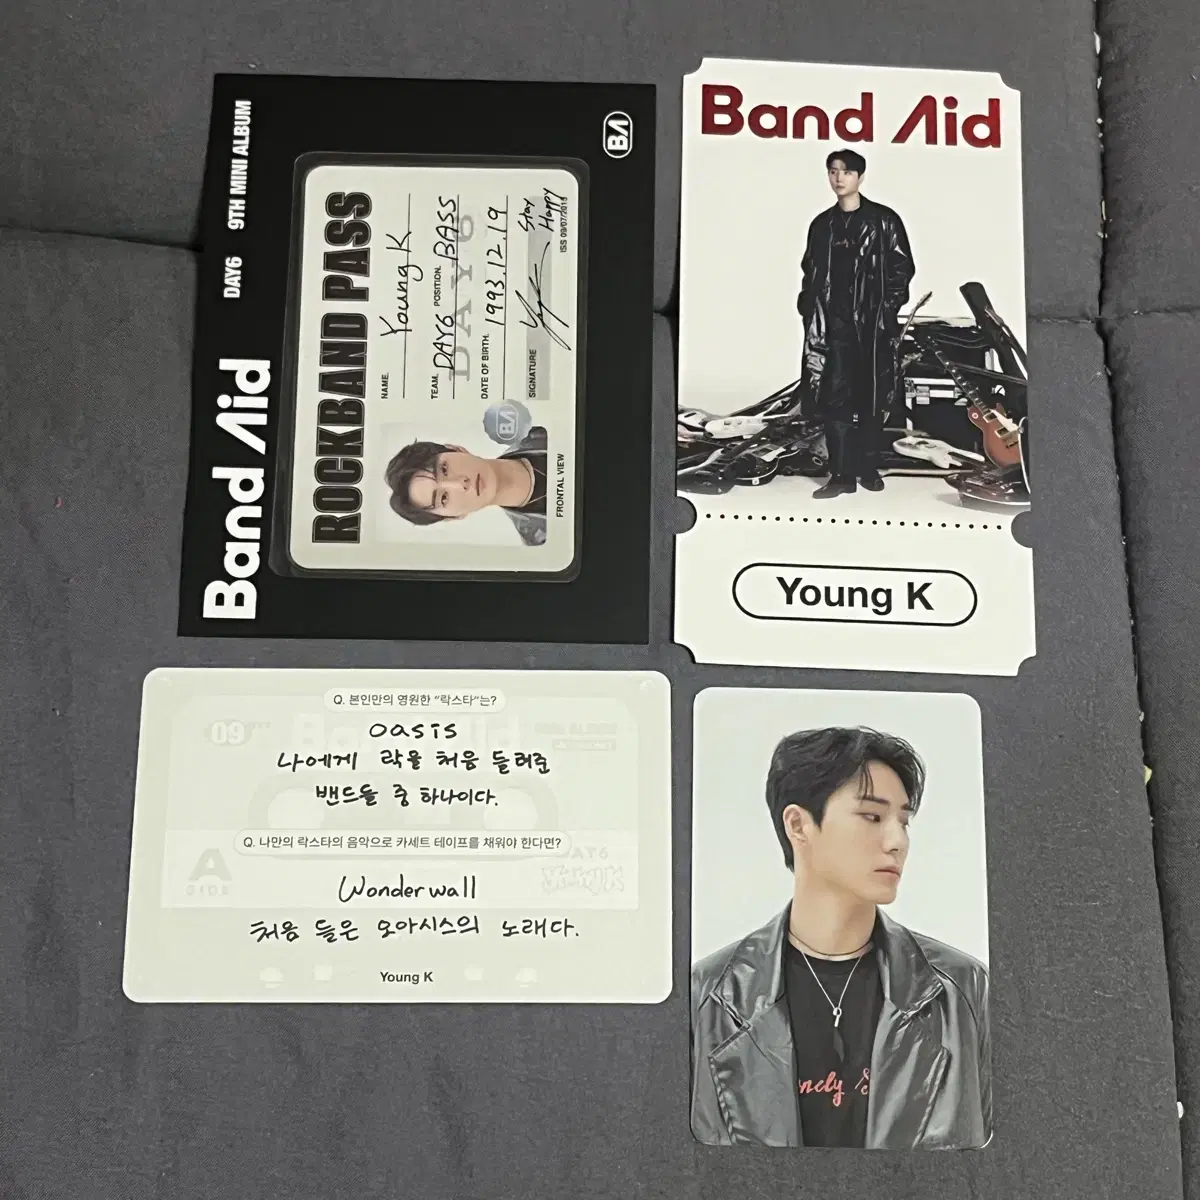 Band Aid
DAY6 9TH MINI ALBUM
BA
ROCKBAND PASS
NAME. Young K
TEAM. DAY6 POSITION. BASS
DAY6
DATE OF BIRTH. 1993.12.19
SIGNATURE Stay Happy
ISS 09/07/2015
BA
FRONTAL VIEW
Band Aid
Young K
Q. 본인만의 영원한 "락스타"는?
oasis
나에게 락을 처음 들려준
밴드들 중 하나이다.
Q. 나만의 락스타의 음악으로 카세트 테이프를 채워야 한다면?
Wonderwall
처음 들은 오아시스의 노래다.
Young K
09
A